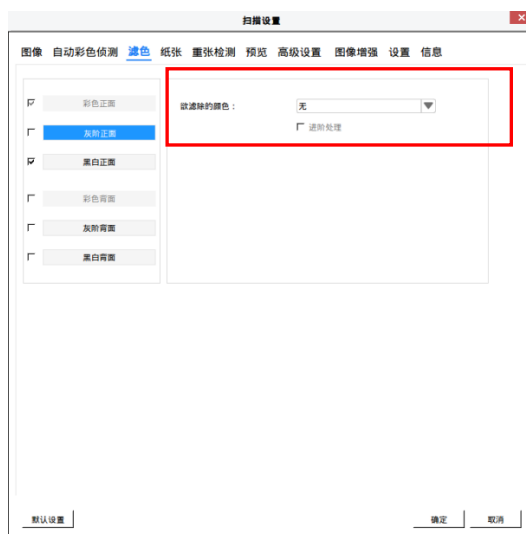 扫描设置
图像 自动彩色侦测 滤色 纸张 重张检测 预览 高级设置 图像增强 设置 信息
彩色正面
欲滤除的颜色： 无
进阶处理
灰阶正面
黑白正面
彩色背面
灰阶背面
黑白背面
默认设置 确定 取消